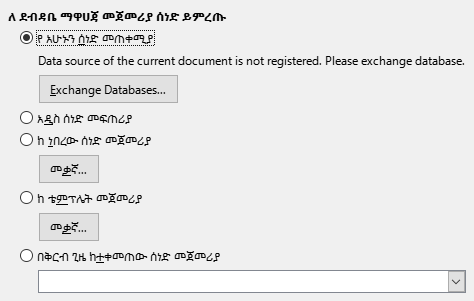 ለ ደብዳቤ ማዋሀጃ መጀመሪያ ሰነድ ይምረጡ
የ አሁኑን ሰነድ መጠቀሚያ
Data source of the current document is not registered. Please exchange database.
Exchange Databases...
አዲስ ሰነድ መፍጠሪያ
ከ ነበረው ሰነድ መጀመሪያ
መቃኛ...
ከ ቴምፕሌት መጀመሪያ
መቃኛ...
በቅርብ ጊዜ ከተቀመጠው ሰነድ መጀመሪያ